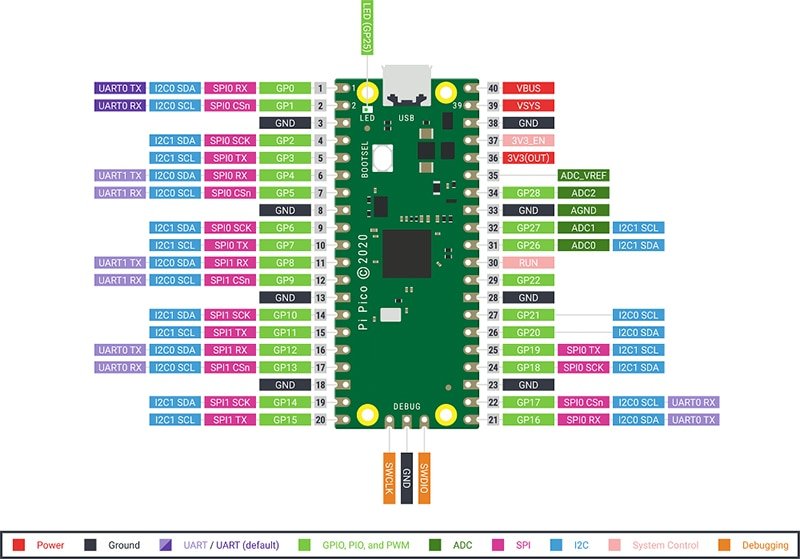 LED (GP25)
UART0 TX I2C0 SDA SPI0 RX GP0 1 1 40 VBUS
UART0 RX I2C0 SCL SPI0 CSn GP1 2 2 39 39 VSYS
LED USB
GND 3 38 GND
I2C1 SDA SPI0 SCK GP2 4 37 3V3_EN
I2C1 SCL SPI0 TX GP3 5 36 3V3(OUT)
BOOTSEL
UART1 TX I2C0 SDA SPI0 RX GP4 6 35 ADC_VREF
UART1 RX I2C0 SCL SPI0 CSn GP5 7 34 GP28 ADC2
GND 8 33 GND AGND
I2C1 SDA SPI0 SCK GP6 9 32 GP27 ADC1 I2C1 SCL
I2C1 SCL SPI0 TX GP7 10 31 GP26 ADC0 I2C1 SDA
UART1 TX I2C0 SDA SPI1 RX GP8 11 30 RUN
UART1 RX I2C0 SCL SPI1 CSn GP9 12 29 GP22
Pi Pico © 2020
GND 13 28 GND
I2C1 SDA SPI1 SCK GP10 14 27 GP21 I2C0 SCL
I2C1 SCL SPI1 TX GP11 15 26 GP20 I2C0 SDA
UART0 TX I2C0 SDA SPI1 RX GP12 16 25 GP19 SPI0 TX I2C1 SCL
UART0 RX I2C0 SCL SPI1 CSn GP13 17 24 GP18 SPI0 SCK I2C1 SDA
GND 18 23 GND
I2C1 SDA SPI1 SCK GP14 19 22 GP17 SPI0 CSn I2C0 SCL UART0 RX
I2C1 SCL SPI1 TX GP15 20 21 GP16 SPI0 RX I2C0 SDA UART0 TX
DEBUG
SWCLK
GND
SWDIO
Power Ground UART / UART (default) GPIO, PIO, and PWM ADC SPI I2C System Control Debugging